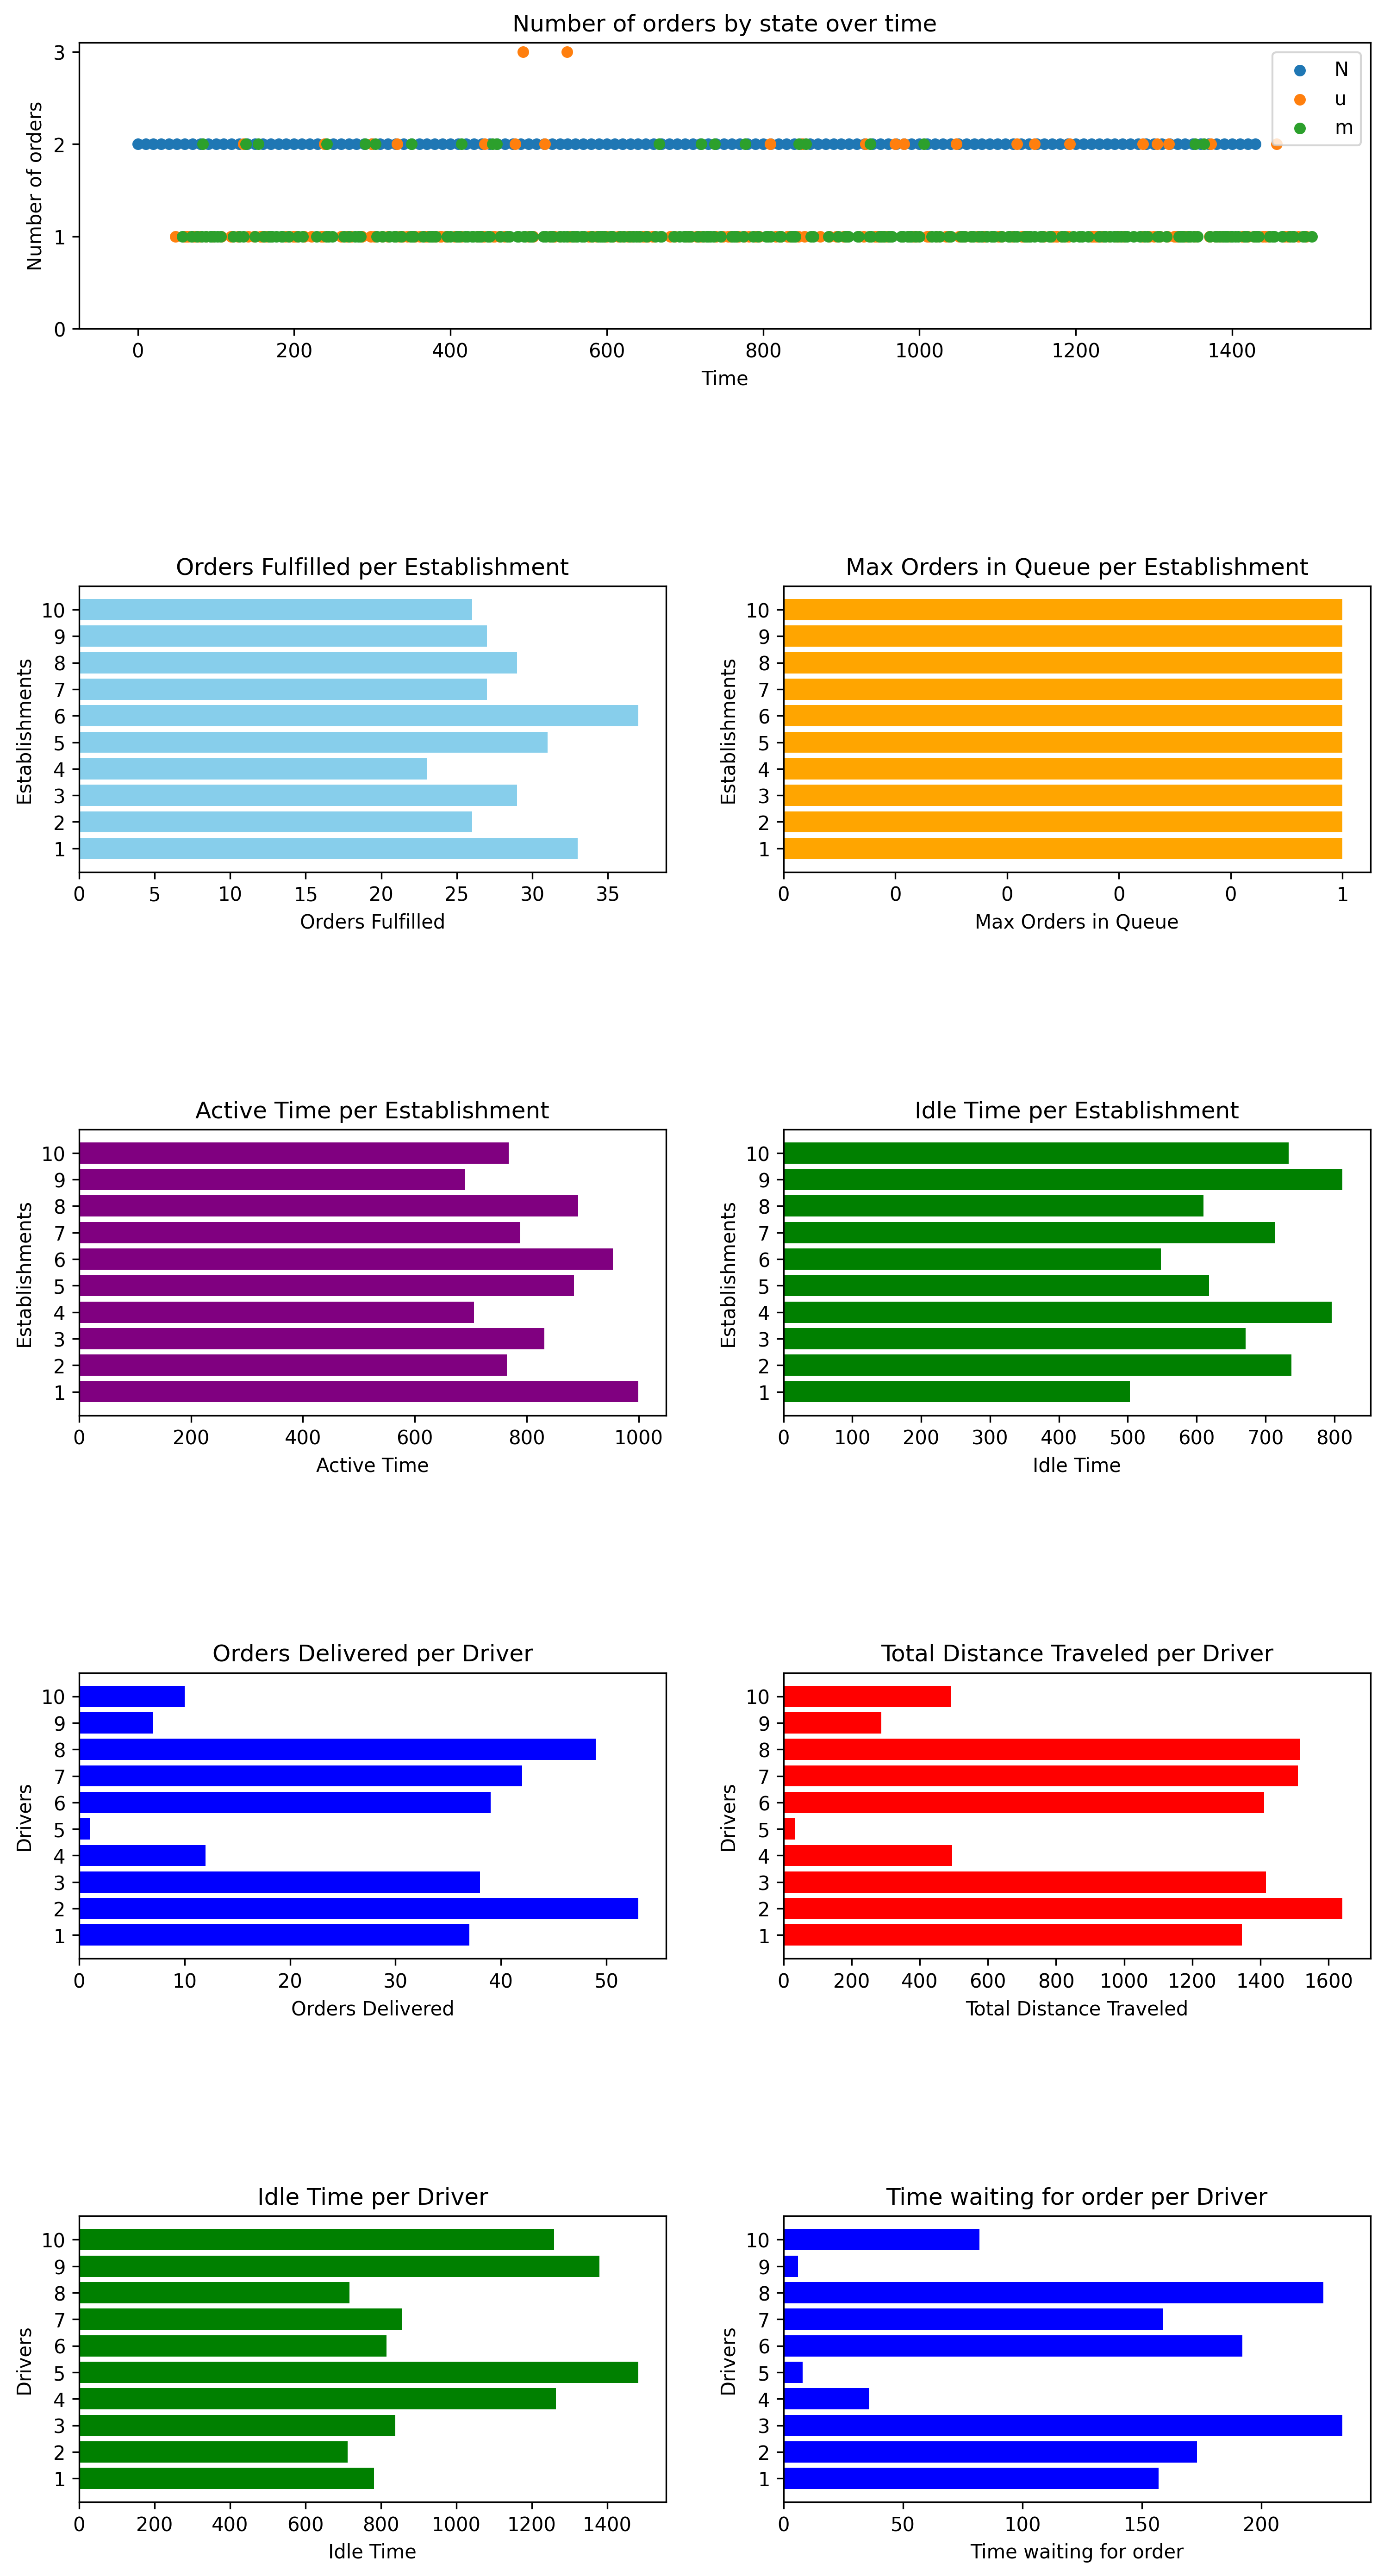 Number of orders by state over time
Number of orders
3
2
1
0
N
u
m
0 200 400 600 800 1000 1200 1400
Time
Orders Fulfilled per Establishment
Establishments
10
9
8
7
6
5
4
3
2
1
0 5 10 15 20 25 30 35
Orders Fulfilled
Max Orders in Queue per Establishment
Establishments
10
9
8
7
6
5
4
3
2
1
0 0 0 0 0 1
Max Orders in Queue
Active Time per Establishment
Establishments
10
9
8
7
6
5
4
3
2
1
0 200 400 600 800 1000
Active Time
Idle Time per Establishment
Establishments
10
9
8
7
6
5
4
3
2
1
0 100 200 300 400 500 600 700 800
Idle Time
Orders Delivered per Driver
Drivers
10
9
8
7
6
5
4
3
2
1
0 10 20 30 40 50
Orders Delivered
Total Distance Traveled per Driver
Drivers
10
9
8
7
6
5
4
3
2
1
0 200 400 600 800 1000 1200 1400 1600
Total Distance Traveled
Idle Time per Driver
Drivers
10
9
8
7
6
5
4
3
2
1
0 200 400 600 800 1000 1200 1400
Idle Time
Time waiting for order per Driver
Drivers
10
9
8
7
6
5
4
3
2
1
0 50 100 150 200
Time waiting for order